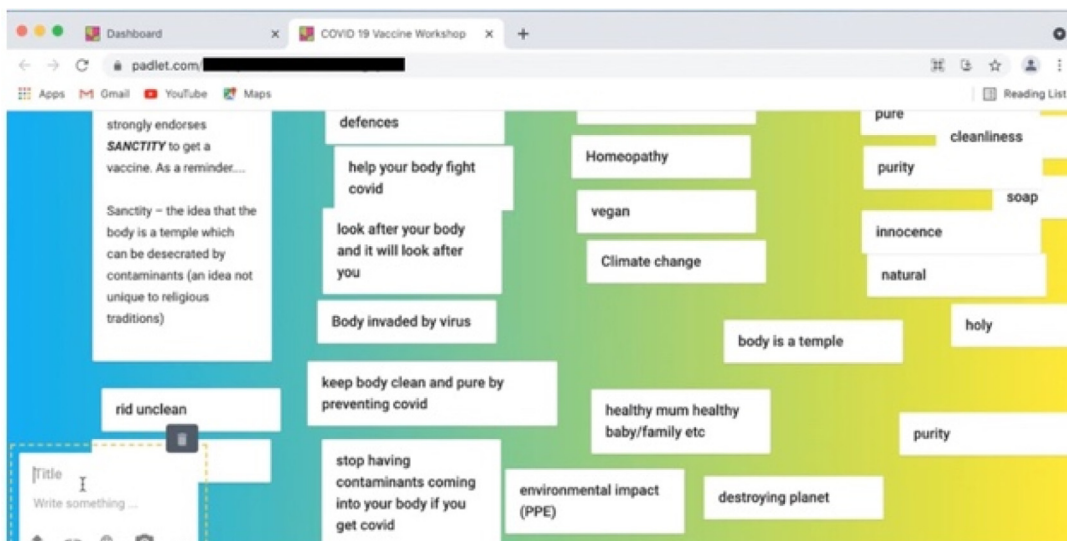 Dashboard
COVID 19 Vaccine Workshop
padlet.com/
Apps
Gmail
YouTube
Maps
Reading List
strongly endorses
SANCTITY to get a
vaccine. As a reminder....
Sanctity – the idea that the
body is a temple which
can be desecrated by
contaminants (an idea not
unique to religious
traditions)
rid unclean
Title
Write something ...
defences
help your body fight
covid
look after your body
and it will look after
you
Body invaded by virus
keep body clean and pure by
preventing covid
stop having
contaminants coming
into your body if you
get covid
Homeopathy
vegan
Climate change
body is a temple
healthy mum healthy
baby/family etc
environmental impact
(PPE)
destroying planet
pure
cleanliness
purity
soap
innocence
natural
holy
purity